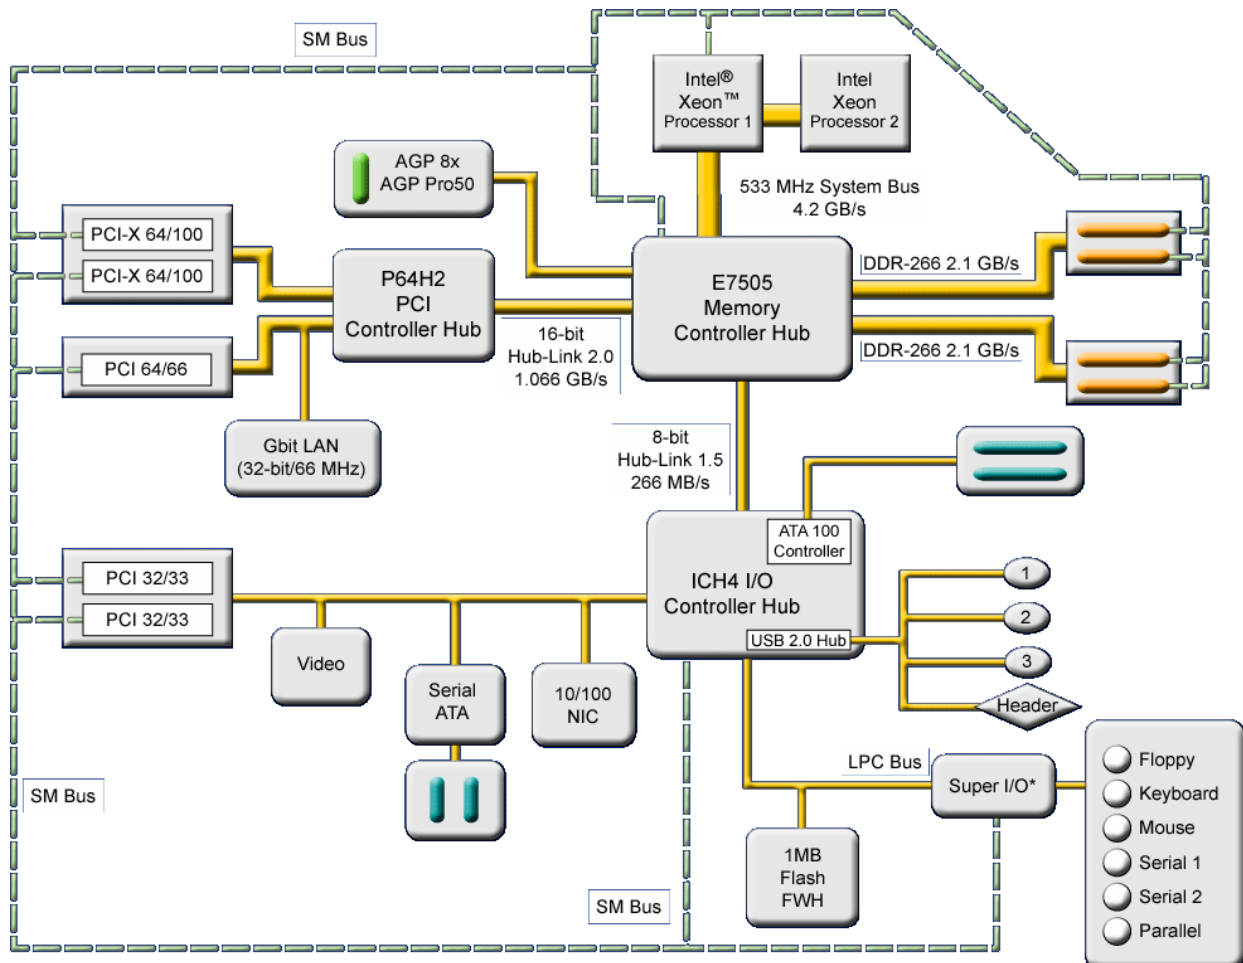 SM Bus
Intel®
Xeon™
Processor 1
Intel
Xeon
Processor 2
AGP 8x
AGP Pro50
533 MHz System Bus
4.2 GB/s
PCI-X 64/100
PCI-X 64/100
P64H2
PCI
Controller Hub
E7505
Memory
Controller Hub
DDR-266 2.1 GB/s
DDR-266 2.1 GB/s
16-bit
Hub-Link 2.0
1.066 GB/s
PCI 64/66
Gbit LAN
(32-bit/66 MHz)
8-bit
Hub-Link 1.5
266 MB/s
ATA 100
Controller
ICH4 I/O
Controller Hub
USB 2.0 Hub
1
2
3
Header
PCI 32/33
PCI 32/33
Video
Serial
ATA
10/100
NIC
SM Bus
LPC Bus
Super I/O*
Floppy
Keyboard
Mouse
Serial 1
Serial 2
Parallel
1MB
Flash
FWH
SM Bus